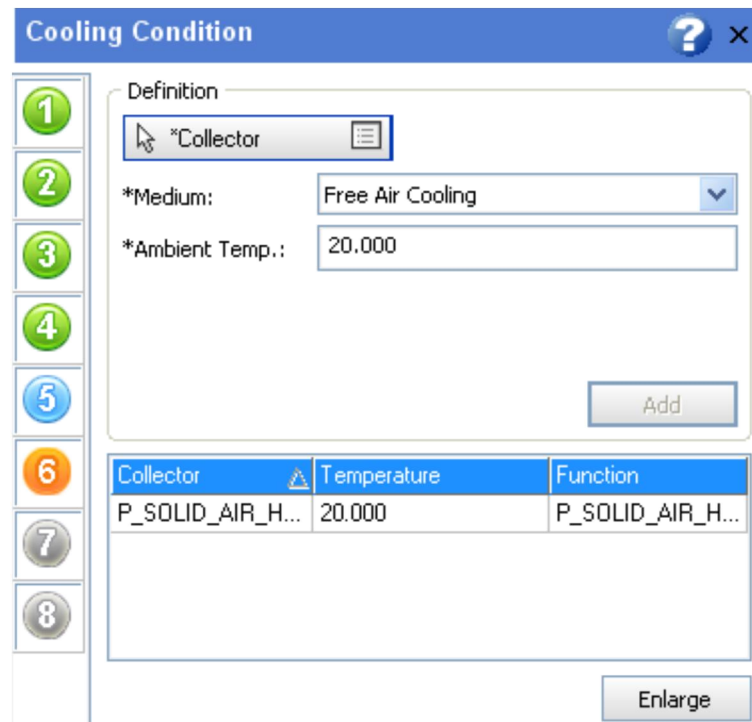 Cooling Condition ?
1
Definition
*Collector
2
*Medium: Free Air Cooling
3
*Ambient Temp.: 20.000
4
5
Add
6
Collector Temperature Function
P_SOLID_AIR_H... 20.000 P_SOLID_AIR_H...
7
8
Enlarge